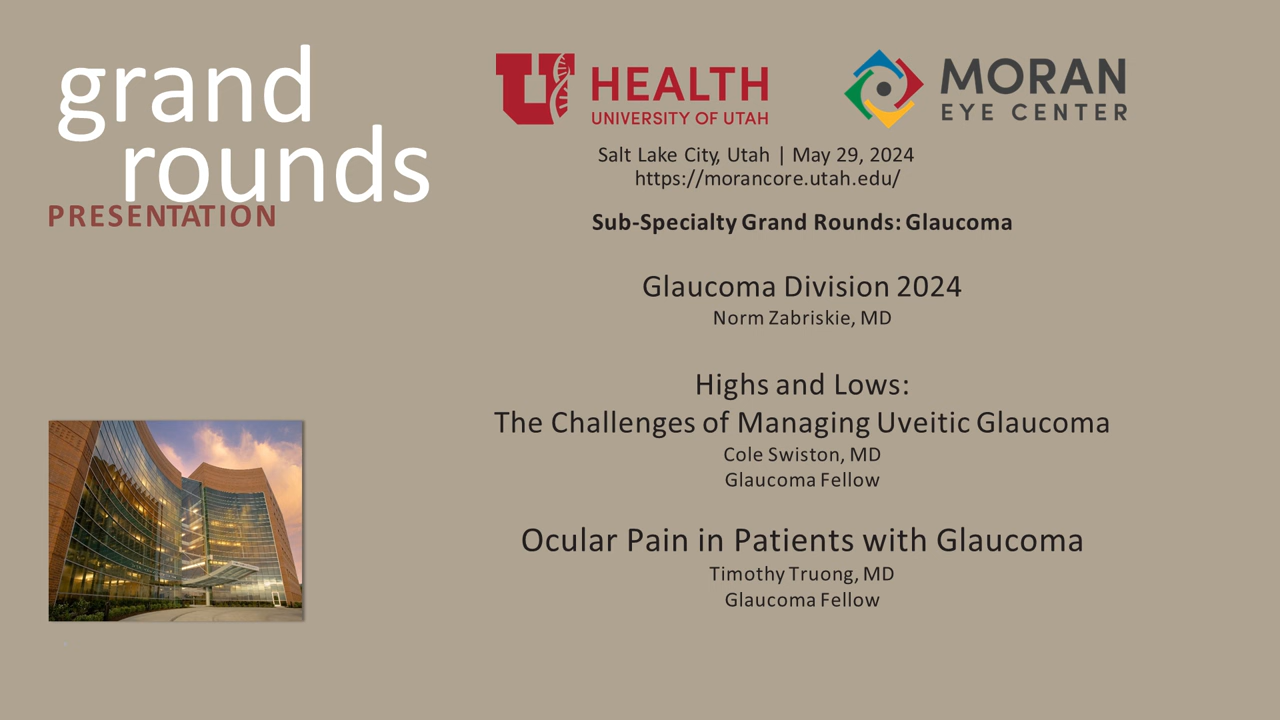 grand
rounds
PRESENTATION
U HEALTH
UNIVERSITY OF UTAH
MORAN
EYE CENTER
Salt Lake City, Utah | May 29, 2024
https://morancore.utah.edu/
Sub-Specialty Grand Rounds: Glaucoma
Glaucoma Division 2024
Norm Zabriskie, MD
Highs and Lows:
The Challenges of Managing Uveitic Glaucoma
Cole Swiston, MD
Glaucoma Fellow
Ocular Pain in Patients with Glaucoma
Timothy Truong, MD
Glaucoma Fellow